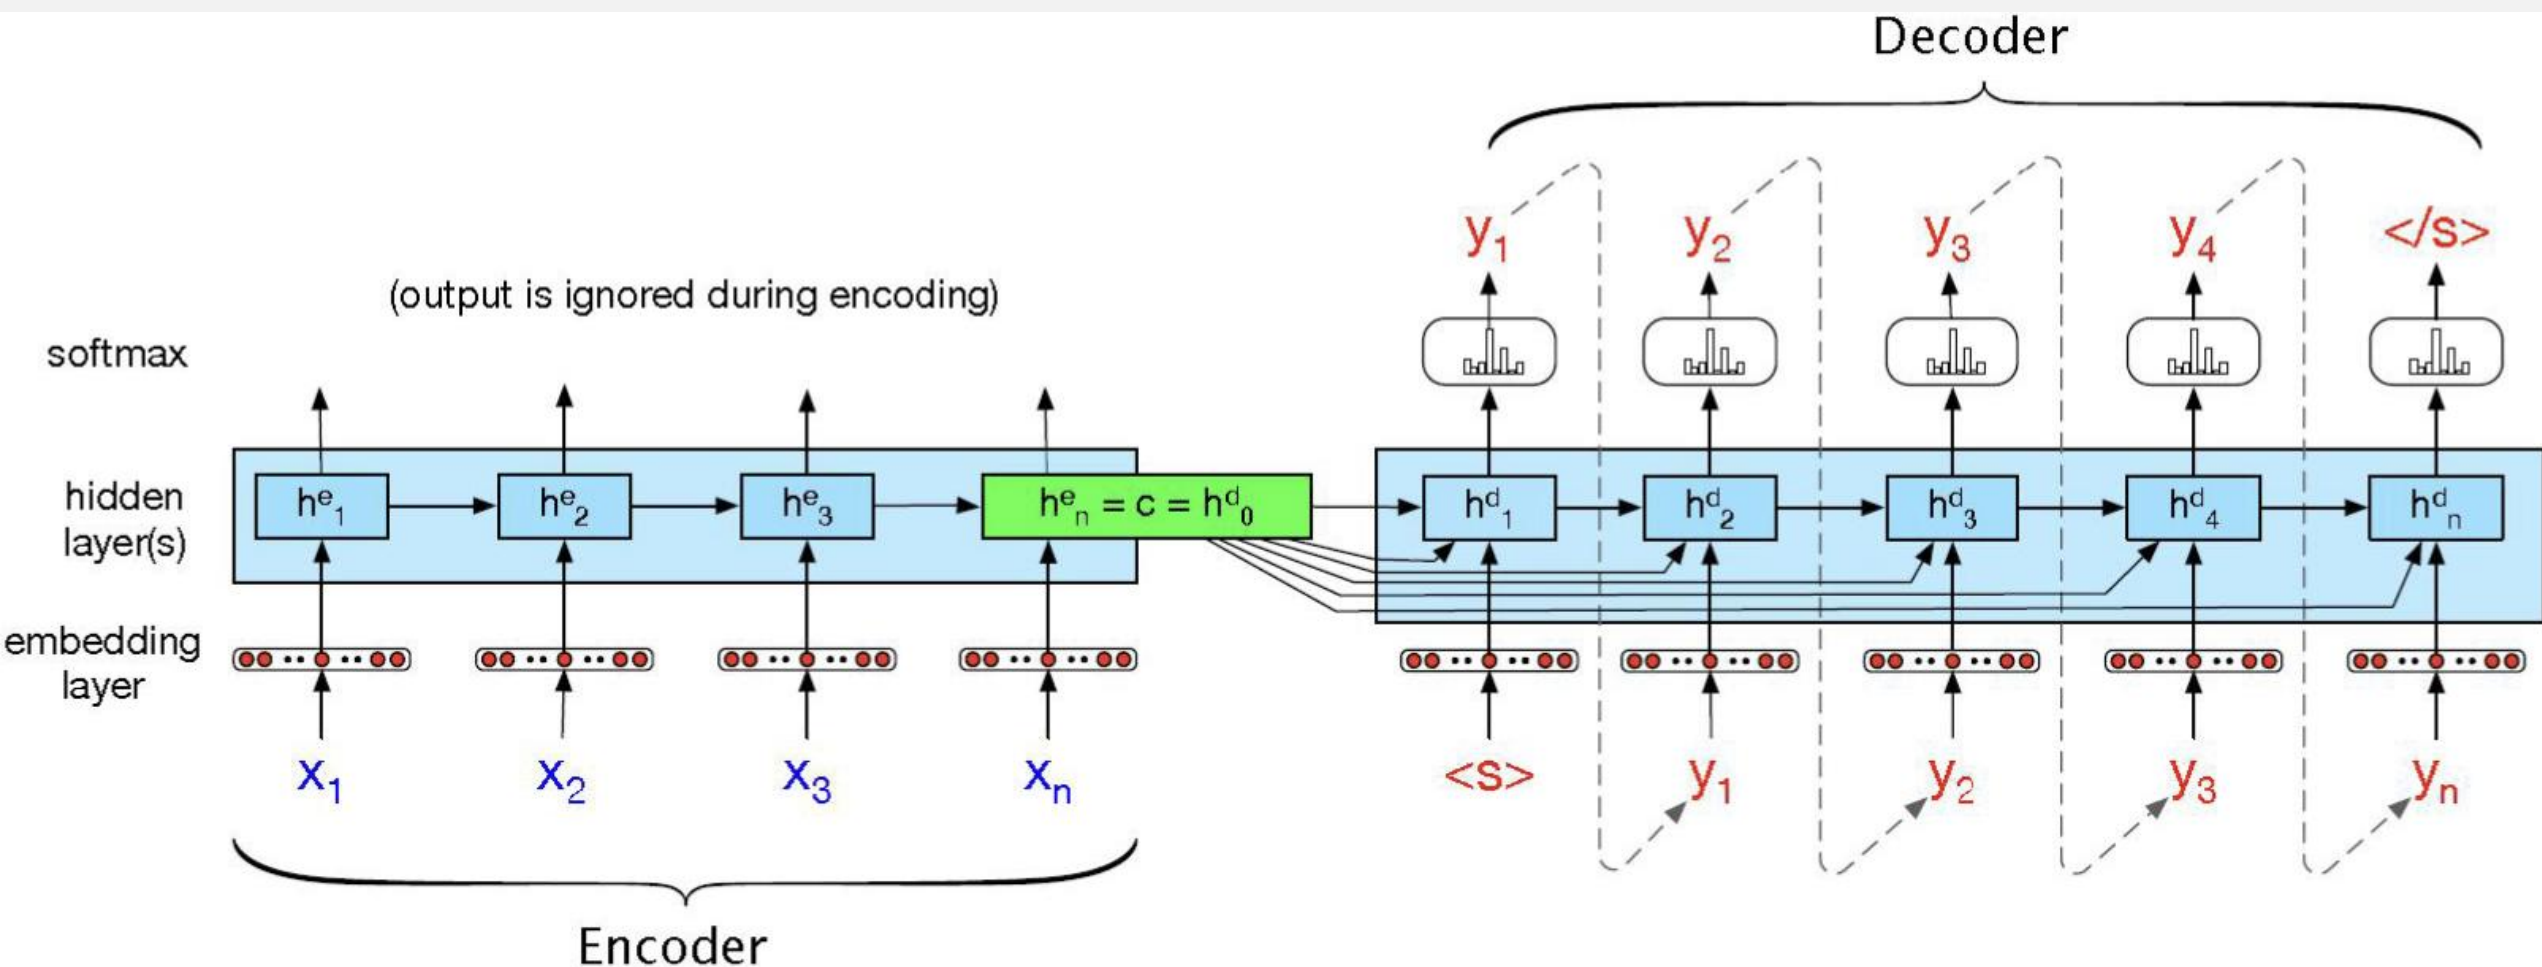 Decoder
y₁ y₂ y₃ y₄ </s>
(output is ignored during encoding)
softmax
hidden
layer(s)
hᵉ₁ hᵉ₂ hᵉ₃ hᵉₙ = c = hᵈ₀ hᵈ₁ hᵈ₂ hᵈ₃ hᵈ₄ hᵈₙ
embedding
layer
x₁ x₂ x₃ xₙ <s> y₁ y₂ y₃ yₙ
Encoder